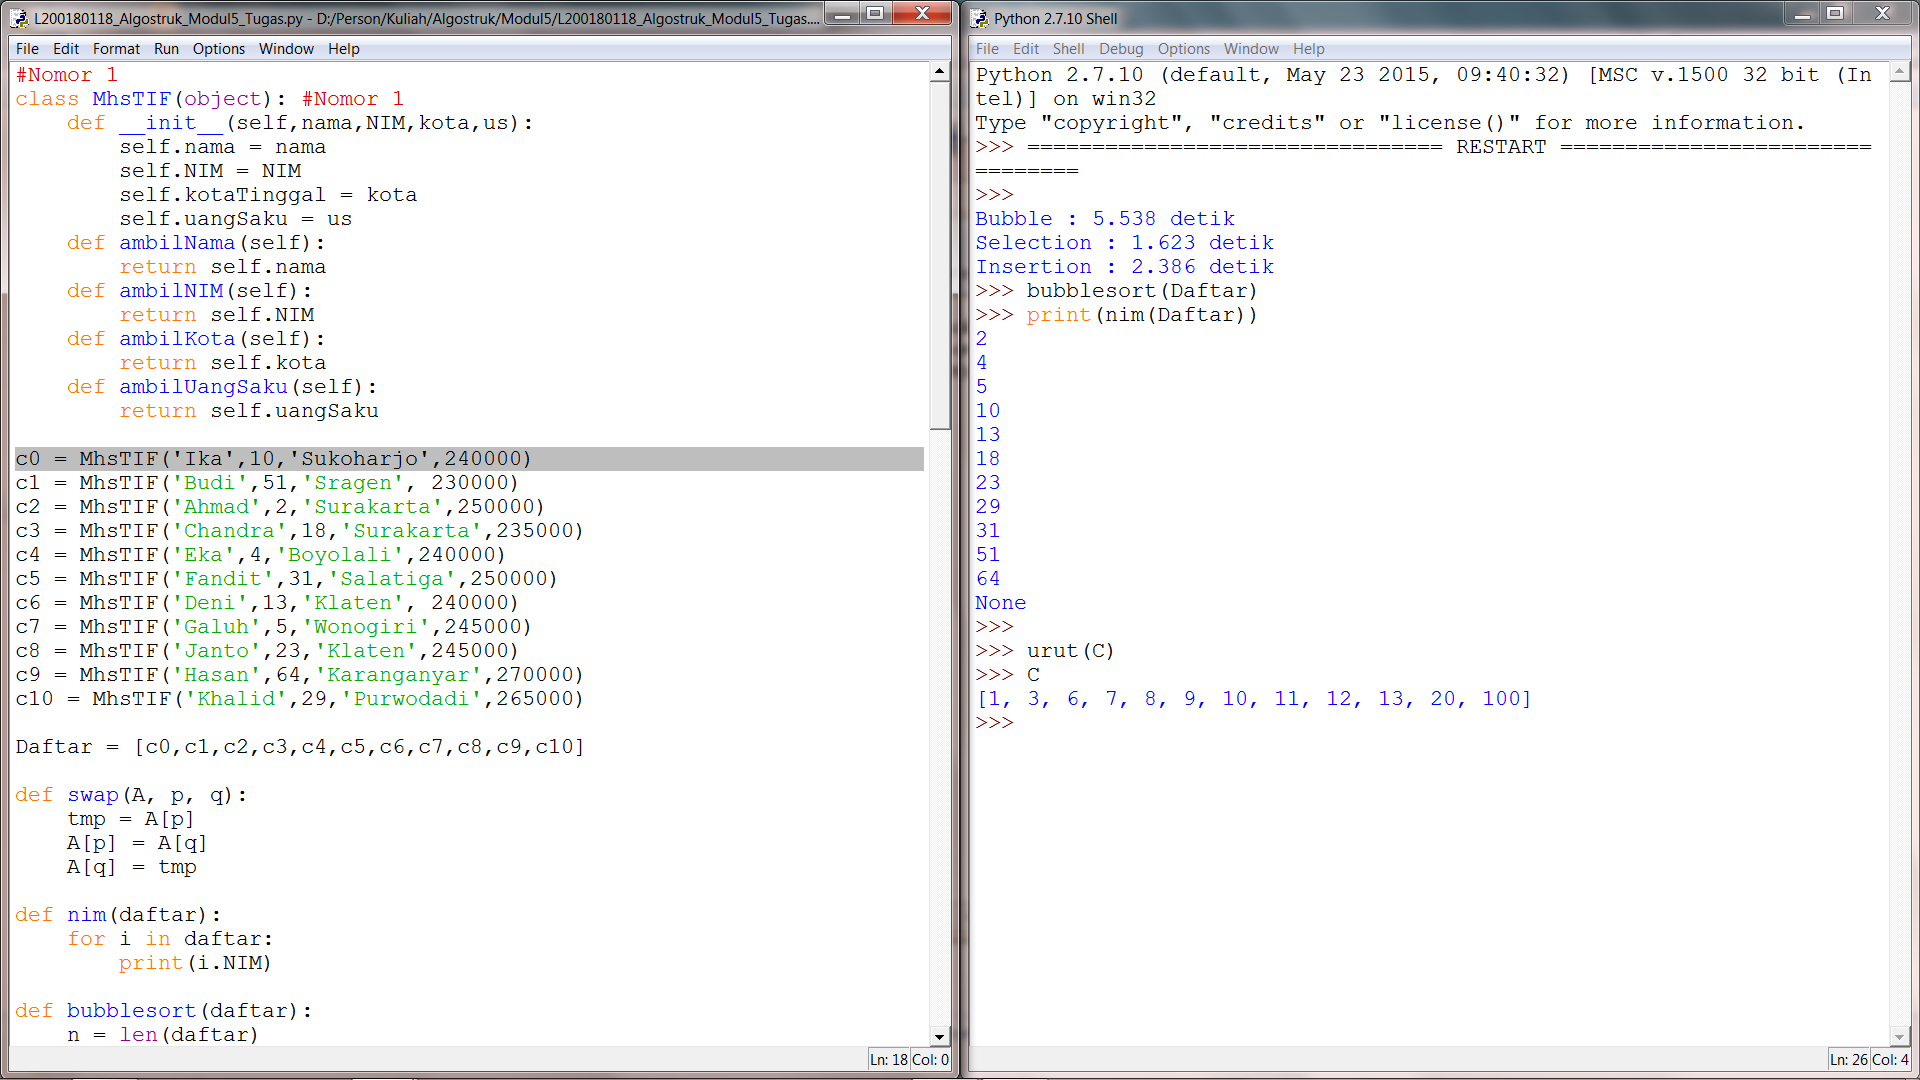 L200180118_Algostruk_Modul5_Tugas.py - D:/Person/Kuliah/Algostruk/Modul5/L200180118_Algostruk_Modul5_Tugas....
File Edit Format Run Options Window Help
#Nomor 1
class MhsTIF(object): #Nomor 1
    def __init__(self,nama,NIM,kota,us):
        self.nama = nama
        self.NIM = NIM
        self.kotaTinggal = kota
        self.uangSaku = us
    def ambilNama(self):
        return self.nama
    def ambilNIM(self):
        return self.NIM
    def ambilKota(self):
        return self.kota
    def ambilUangSaku(self):
        return self.uangSaku

c0 = MhsTIF('Ika',10,'Sukoharjo',240000)
c1 = MhsTIF('Budi',51,'Sragen', 230000)
c2 = MhsTIF('Ahmad',2,'Surakarta',250000)
c3 = MhsTIF('Chandra',18,'Surakarta',235000)
c4 = MhsTIF('Eka',4,'Boyolali',240000)
c5 = MhsTIF('Fandit',31,'Salatiga',250000)
c6 = MhsTIF('Deni',13,'Klaten', 240000)
c7 = MhsTIF('Galuh',5,'Wonogiri',245000)
c8 = MhsTIF('Janto',23,'Klaten',245000)
c9 = MhsTIF('Hasan',64,'Karanganyar',270000)
c10 = MhsTIF('Khalid',29,'Purwodadi',265000)

Daftar = [c0,c1,c2,c3,c4,c5,c6,c7,c8,c9,c10]

def swap(A, p, q):
    tmp = A[p]
    A[p] = A[q]
    A[q] = tmp

def nim(daftar):
    for i in daftar:
        print(i.NIM)

def bubblesort(daftar):
    n = len(daftar)
Ln: 18 Col: 0
Python 2.7.10 Shell
File Edit Shell Debug Options Window Help
Python 2.7.10 (default, May 23 2015, 09:40:32) [MSC v.1500 32 bit (In
tel)] on win32
Type "copyright", "credits" or "license()" for more information.
>>> ================================ RESTART ========================
========
>>>
Bubble : 5.538 detik
Selection : 1.623 detik
Insertion : 2.386 detik
>>> bubblesort(Daftar)
>>> print(nim(Daftar))
2
4
5
10
13
18
23
29
31
51
64
None
>>>
>>> urut(C)
>>> C
[1, 3, 6, 7, 8, 9, 10, 11, 12, 13, 20, 100]
>>>
Ln: 26 Col: 4